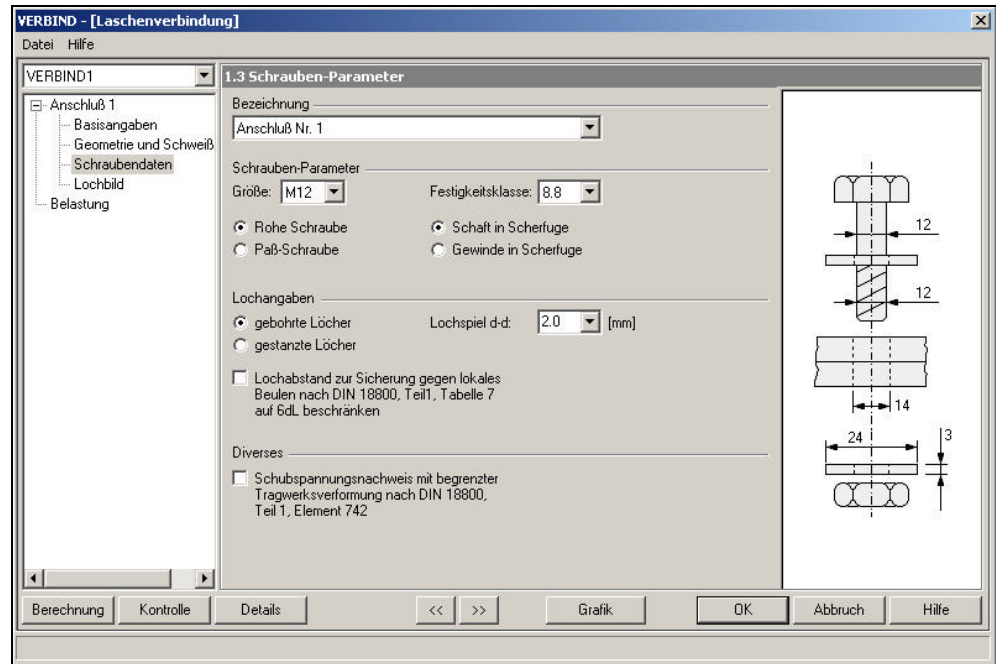 VERBIND - [Laschenverbindung]
Datei Hilfe
VERBIND1
Anschluß 1
Basisangaben
Geometrie und Schweiß
Schraubendaten
Lochbild
Belastung
1.3 Schrauben-Parameter
Bezeichnung
Anschluß Nr. 1
Schrauben-Parameter
Größe: M12 Festigkeitsklasse: 8.8
Rohe Schraube Schaft in Scherfuge
Paß-Schraube Gewinde in Scherfuge
Lochangaben
gebohrte Löcher Lochspiel d-d: 2.0 [mm]
gestanzte Löcher
Lochabstand zur Sicherung gegen lokales
Beulen nach DIN 18800, Teil1, Tabelle 7
auf 6dL beschränken
Diverses
Schubspannungsnachweis mit begrenzter
Tragwerksverformung nach DIN 18800,
Teil 1, Element 742
12
12
14
24 3
Berechnung Kontrolle Details << >> Grafik OK Abbruch Hilfe